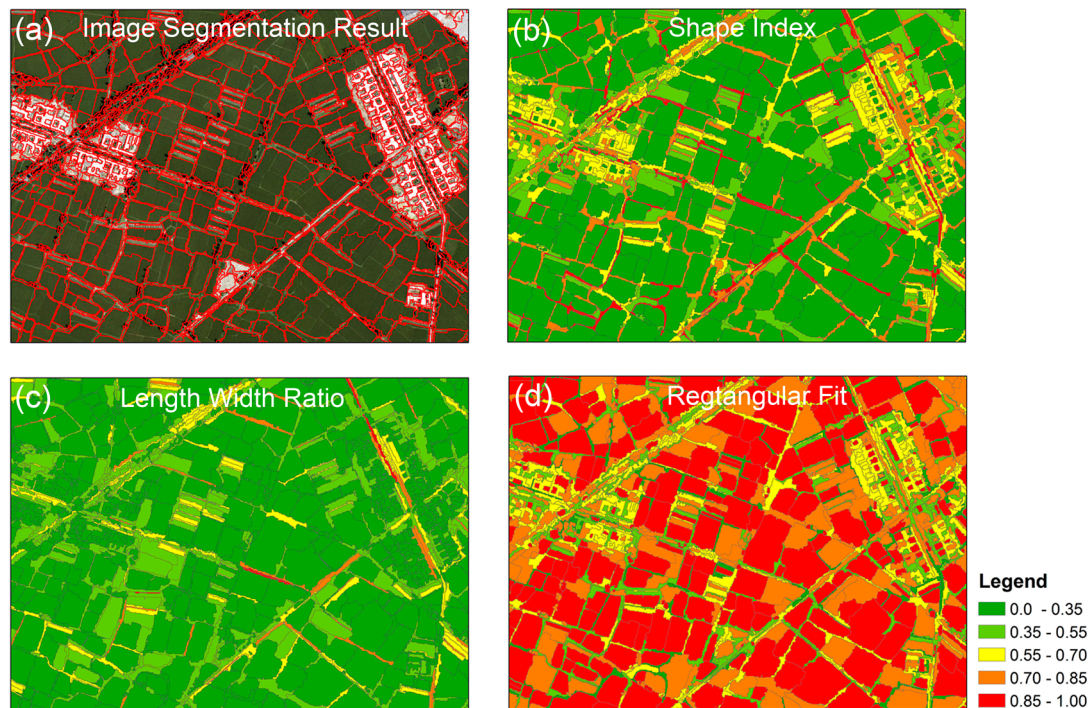 (a) Image Segmentation Result
(b) Shape Index
(c) Length Width Ratio
(d) Regtangular Fit
Legend
0.0 - 0.35
0.35 - 0.55
0.55 - 0.70
0.70 - 0.85
0.85 - 1.00